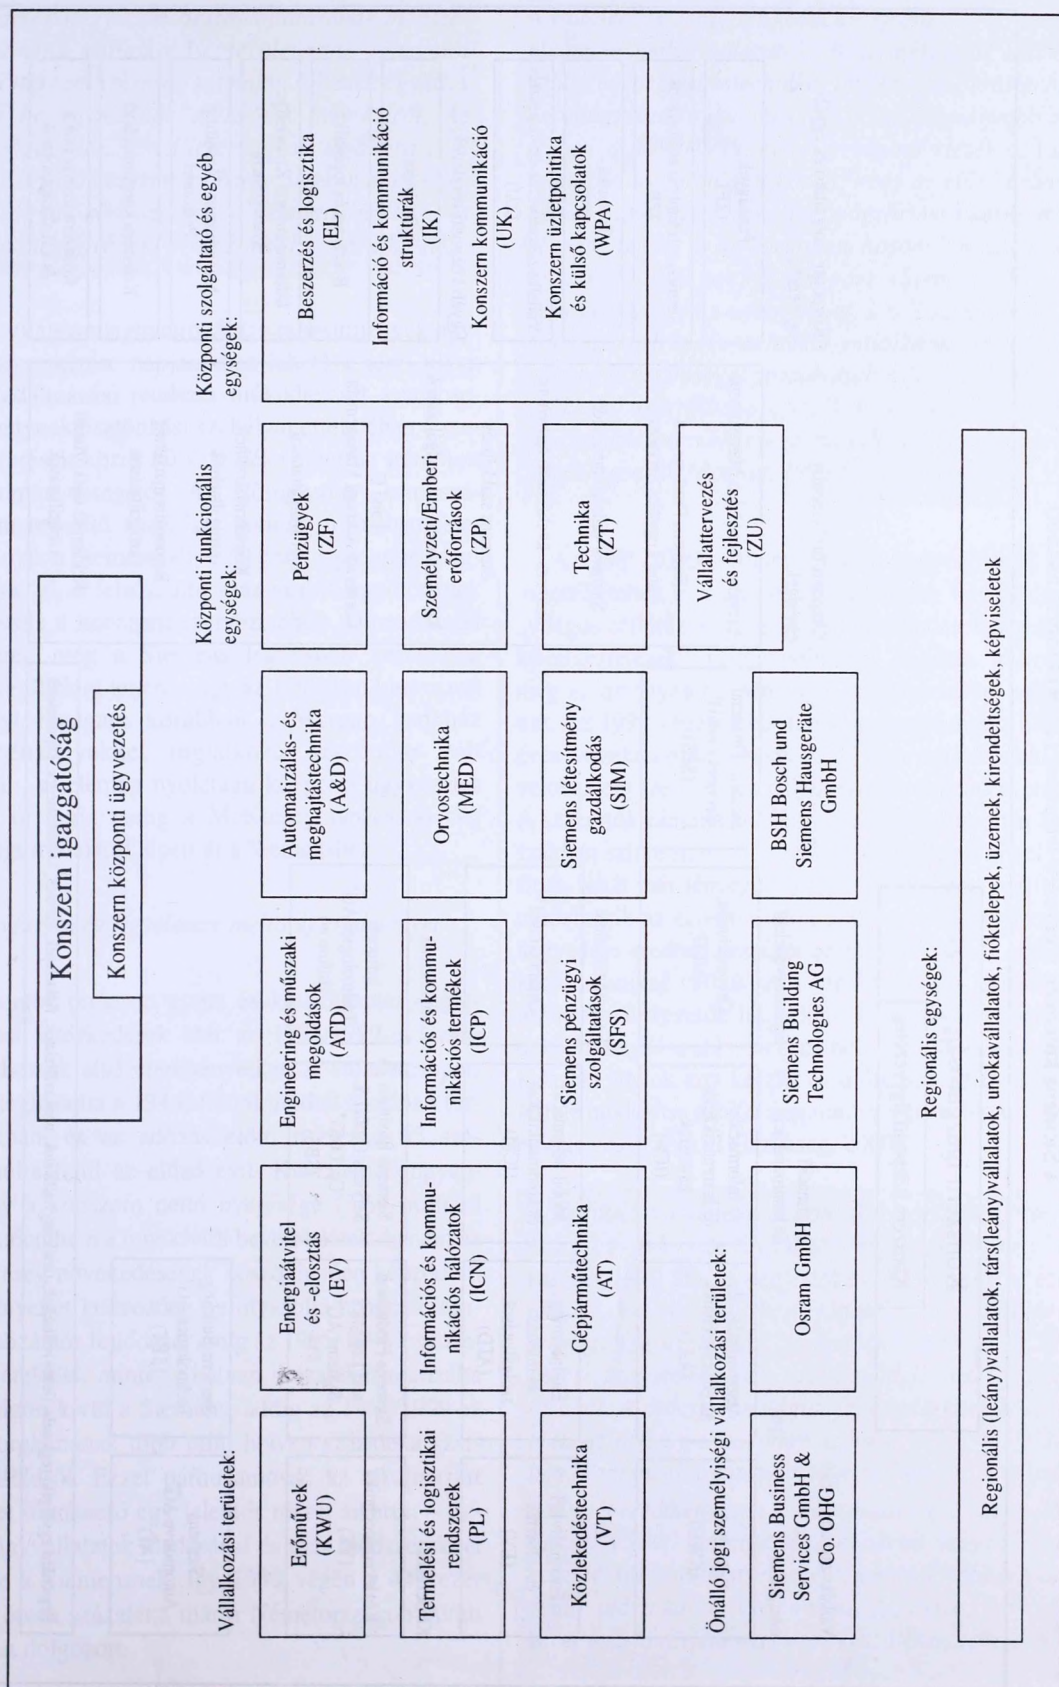 Konszern igazgatóság
Konszern központi ügyvezetés
Vállalkozási területek:
Erőművek
(KWU)
Energiaátvitel
és -elosztás
(EV)
Engineering és műszaki
megoldások
(ATD)
Automatizálás- és
meghajtástechnika
(A&D)
Termelési és logisztikai
rendszerek
(PL)
Információs és kommu-
nikációs hálózatok
(ICN)
Információs és kommu-
nikációs termékek
(ICP)
Orvostechnika
(MED)
Közlekedéstechnika
(VT)
Gépjárműtechnika
(AT)
Siemens pénzügyi
szolgáltatások
(SFS)
Siemens létesítmény
gazdálkodás
(SIM)
Önálló jogi személyiségi vállalkozási területek:
Siemens Business
Services GmbH &
Co. OHG
Osram GmbH
Siemens Building
Technologies AG
BSH Bosch und
Siemens Hausgeräte
GmbH
Központi funkcionális
egységek:
Pénzügyek
(ZF)
Személyzeti/Emberi
erőforrások
(ZP)
Technika
(ZT)
Vállalattervezés
és fejlesztés
(ZU)
Központi szolgáltató és egyéb
egységek:
Beszerzés és logisztika
(EL)
Információ és kommunikáció
struktúrák
(IK)
Konszern kommunikáció
(UK)
Konszern üzletpolitika
és külső kapcsolatok
(WPA)
Regionális egységek:
Regionális (leány)vállalatok, társ(leány)vállalatok, unokavállalatok, fióktelepek, üzemek, kirendeltségek, képviseletek